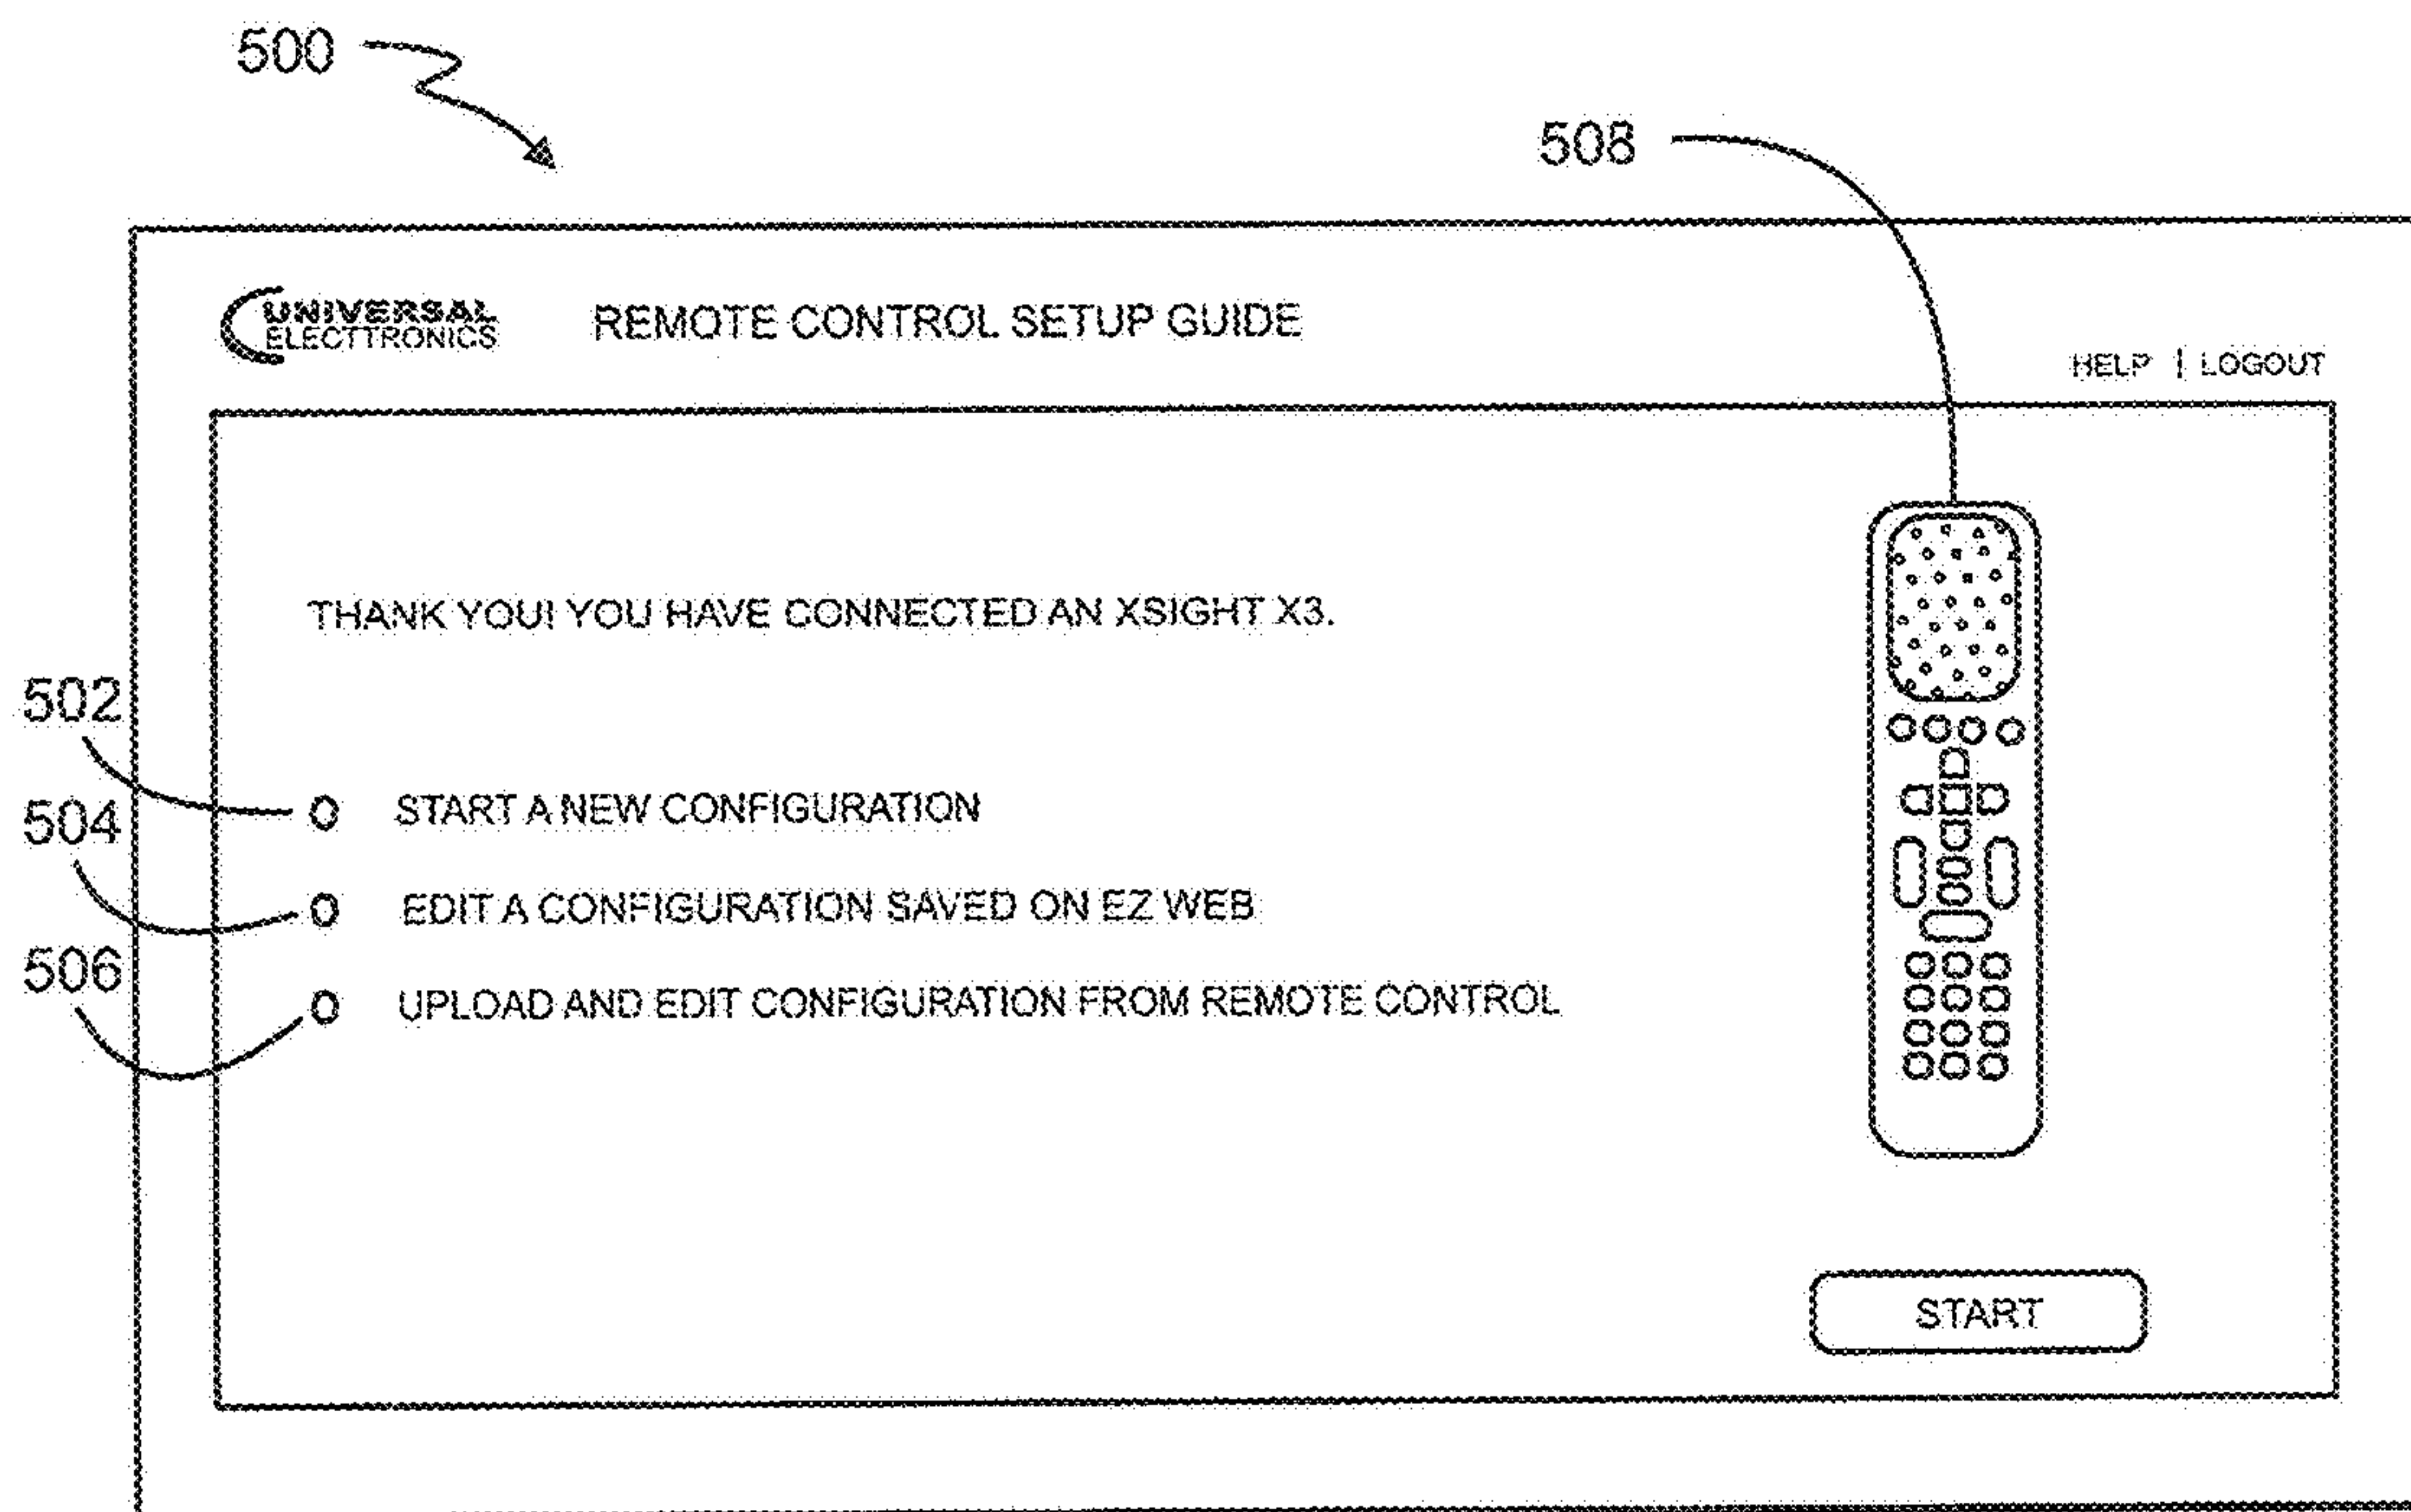 500
508
UNIVERSAL
ELECTTRONICS
REMOTE CONTROL SETUP GUIDE
HELP | LOGOUT
THANK YOU! YOU HAVE CONNECTED AN XSIGHT X3.
502
START A NEW CONFIGURATION
504
EDIT A CONFIGURATION SAVED ON EZ WEB
506
UPLOAD AND EDIT CONFIGURATION FROM REMOTE CONTROL
START